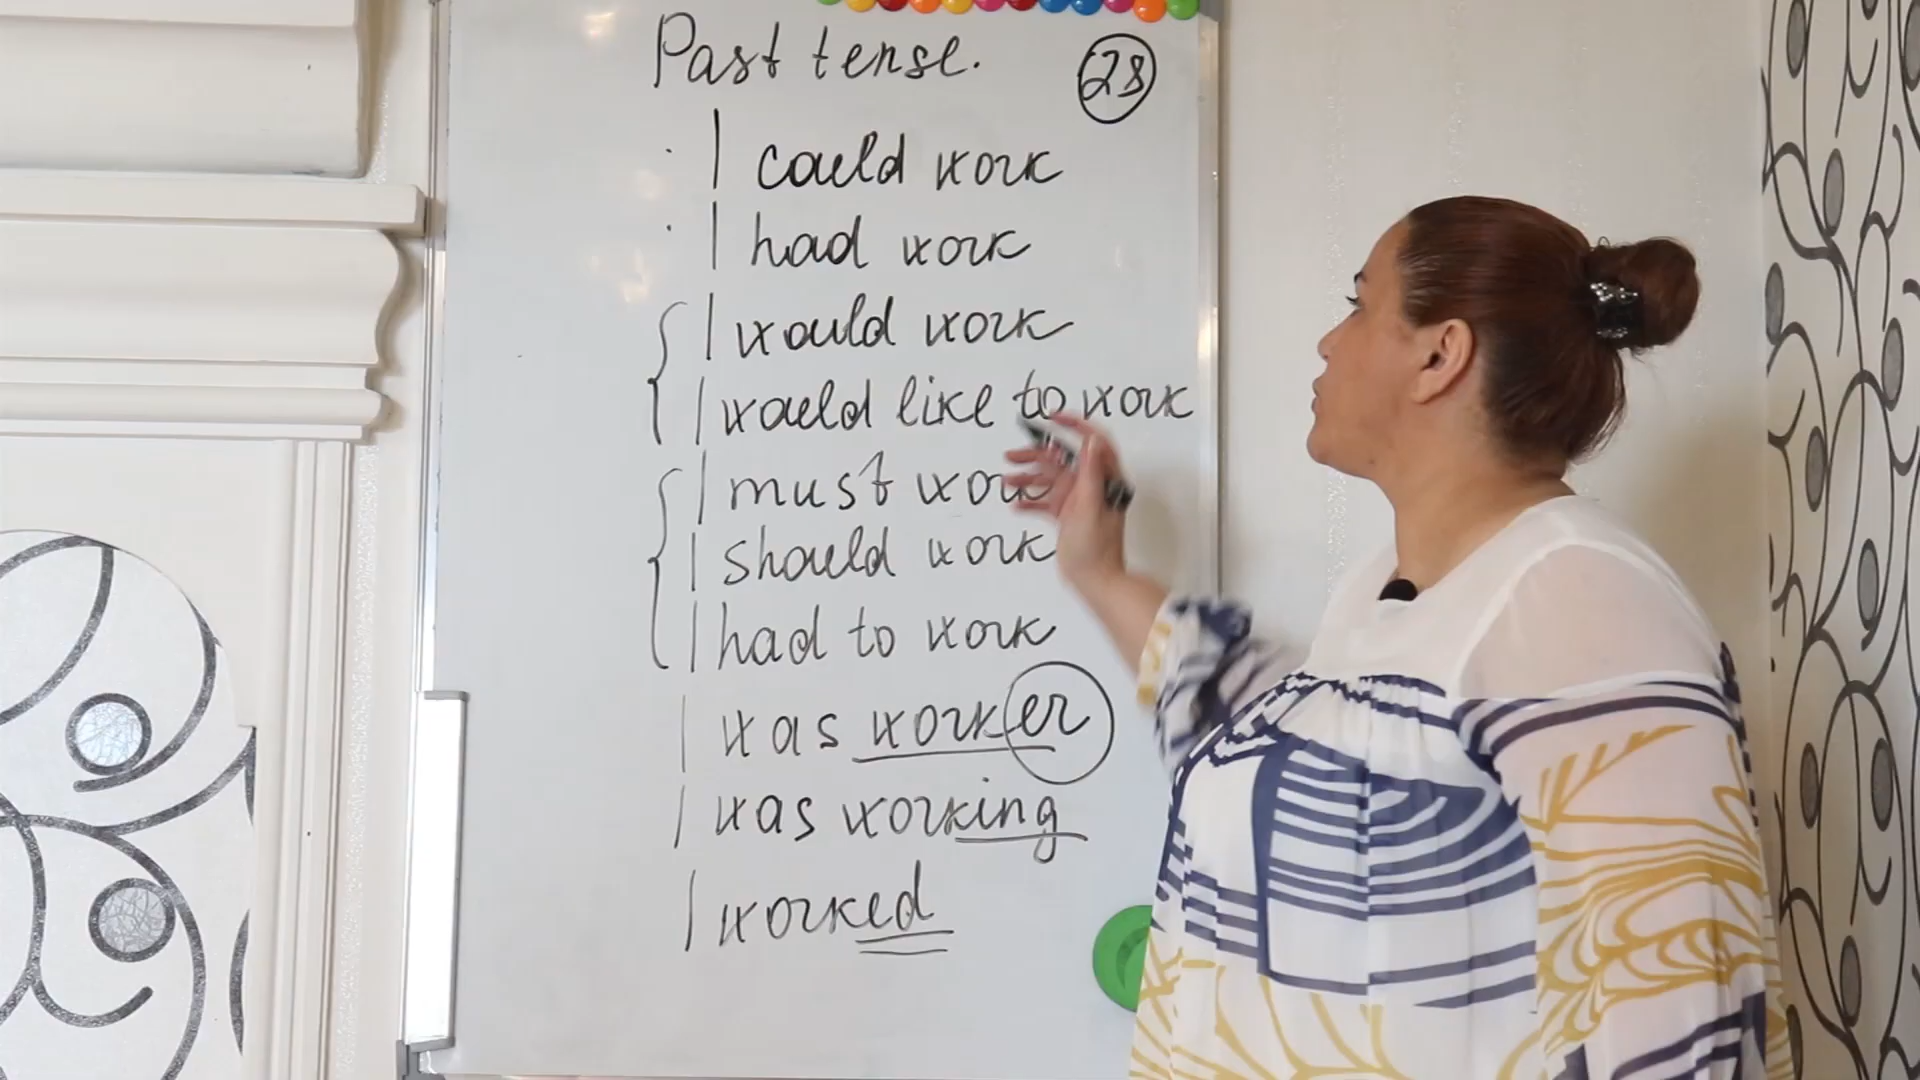 Past tense. 28
I could work
I had work
I would work
I would like to work
I must work
I should work
I had to work
I was worker
I was working
I worked